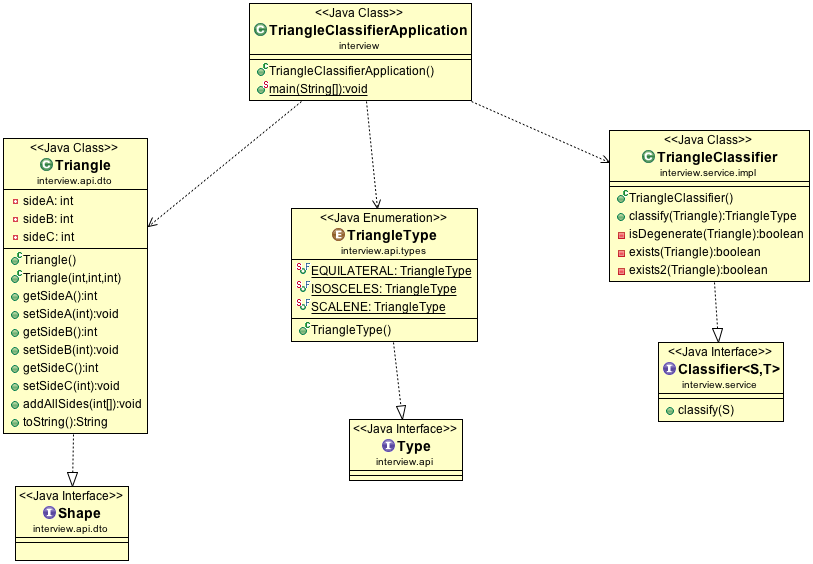 <<Java Class>>
TriangleClassifierApplication
interview
TriangleClassifierApplication()
main(String[]):void
<<Java Class>>
Triangle
interview.api.dto
sideA: int
sideB: int
sideC: int
Triangle()
Triangle(int,int,int)
getSideA():int
setSideA(int):void
getSideB():int
setSideB(int):void
getSideC():int
setSideC(int):void
addAllSides(int[]):void
toString():String
<<Java Enumeration>>
TriangleType
interview.api.types
EQUILATERAL: TriangleType
ISOSCELES: TriangleType
SCALENE: TriangleType
TriangleType()
<<Java Class>>
TriangleClassifier
interview.service.impl
TriangleClassifier()
classify(Triangle):TriangleType
isDegenerate(Triangle):boolean
exists(Triangle):boolean
exists2(Triangle):boolean
<<Java Interface>>
Classifier<S,T>
interview.service
classify(S)
<<Java Interface>>
Type
interview.api
<<Java Interface>>
Shape
interview.api.dto